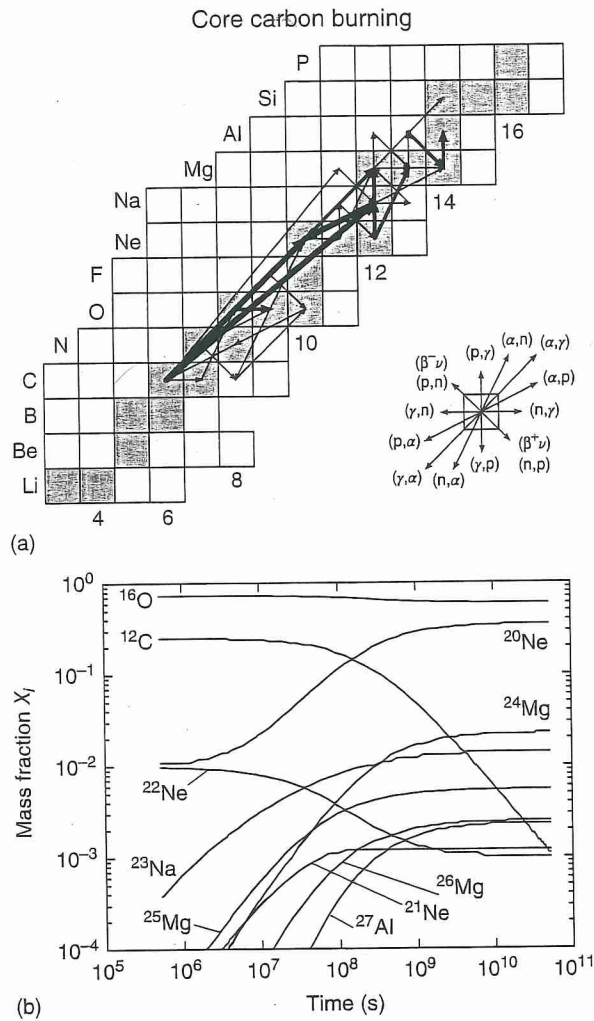 Core carbon burning
P
Si
Al
Mg
Na
Ne
F
O
N
C
B
Be
Li
4
6
8
10
12
14
16
(p,γ)
(α,n)
(α,γ)
(β⁻ν)
(p,n)
(α,p)
(γ,n)
(n,γ)
(p,α)
(β⁺ν)
(γ,α)
(n,α)
(γ,p)
(n,p)
(a)
10⁰
10⁻¹
10⁻²
10⁻³
10⁻⁴
Mass fraction Xᵢ
¹⁶O
¹²C
²⁰Ne
²⁴Mg
²²Ne
²³Na
²⁵Mg
²⁶Mg
²¹Ne
²⁷Al
10⁵ 10⁶ 10⁷ 10⁸ 10⁹ 10¹⁰ 10¹¹
(b)
Time (s)